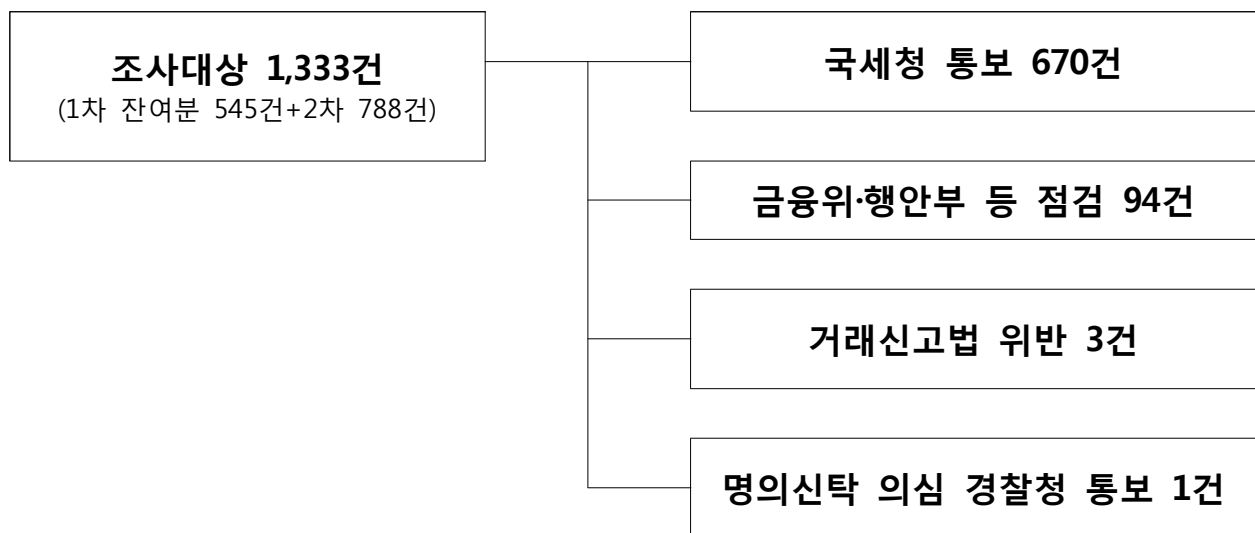 조사대상 1,333건
(1차 잔여분 545건+2차 788건)
국세청 통보 670건
금융위·행안부 등 점검 94건
거래신고법 위반 3건
명의신탁 의심 경찰청 통보 1건